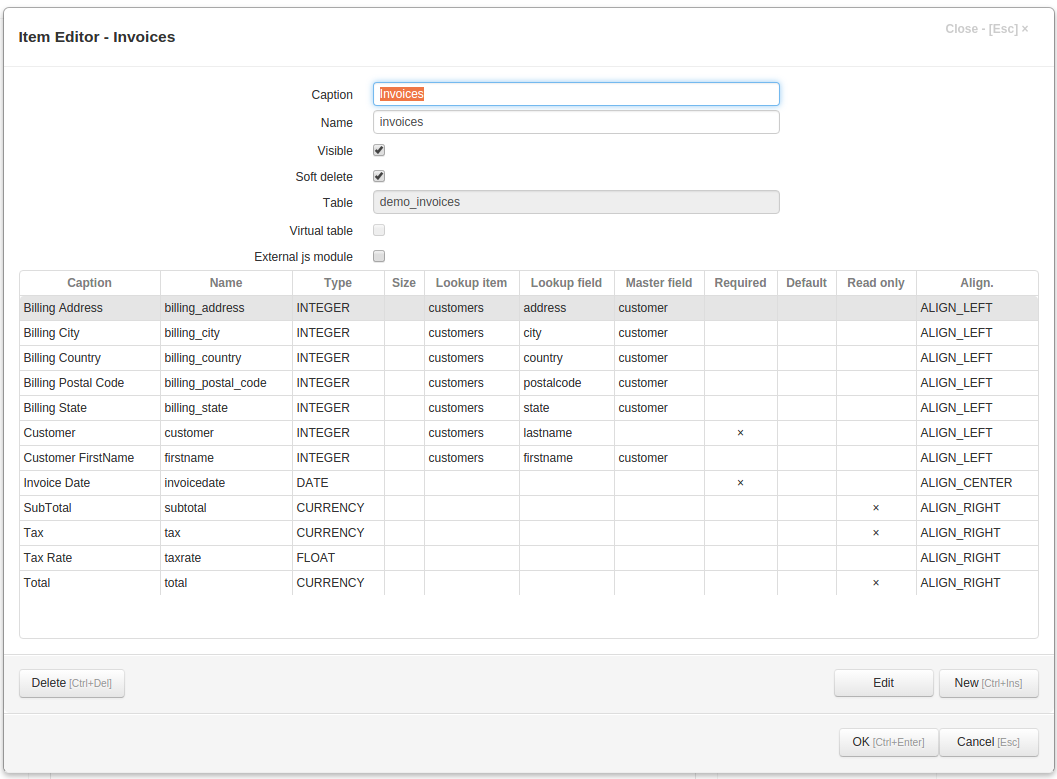 Item Editor - Invoices
Close - [Esc] ×
Caption Invoices
Name invoices
Visible
Soft delete
Table demo_invoices
Virtual table
External js module
Caption Name Type Size Lookup item Lookup field Master field Required Default Read only Align.
Billing Address billing_address INTEGER customers address customer ALIGN_LEFT
Billing City billing_city INTEGER customers city customer ALIGN_LEFT
Billing Country billing_country INTEGER customers country customer ALIGN_LEFT
Billing Postal Code billing_postal_code INTEGER customers postalcode customer ALIGN_LEFT
Billing State billing_state INTEGER customers state customer ALIGN_LEFT
Customer customer INTEGER customers lastname × ALIGN_LEFT
Customer FirstName firstname INTEGER customers firstname customer ALIGN_LEFT
Invoice Date invoicedate DATE × ALIGN_CENTER
SubTotal subtotal CURRENCY × ALIGN_RIGHT
Tax tax CURRENCY × ALIGN_RIGHT
Tax Rate taxrate FLOAT ALIGN_RIGHT
Total total CURRENCY × ALIGN_RIGHT
Delete [Ctrl+Del] Edit New [Ctrl+Ins]
OK [Ctrl+Enter] Cancel [Esc]